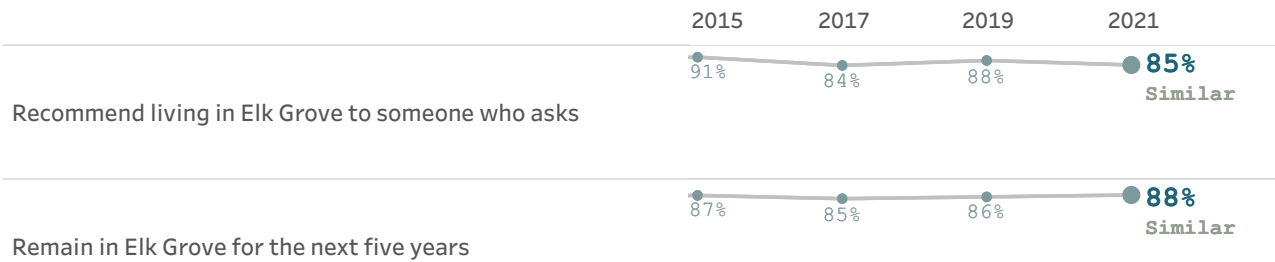 2015 2017 2019 2021
91% 84% 88% 85%
Similar
Recommend living in Elk Grove to someone who asks
87% 85% 86% 88%
Similar
Remain in Elk Grove for the next five years